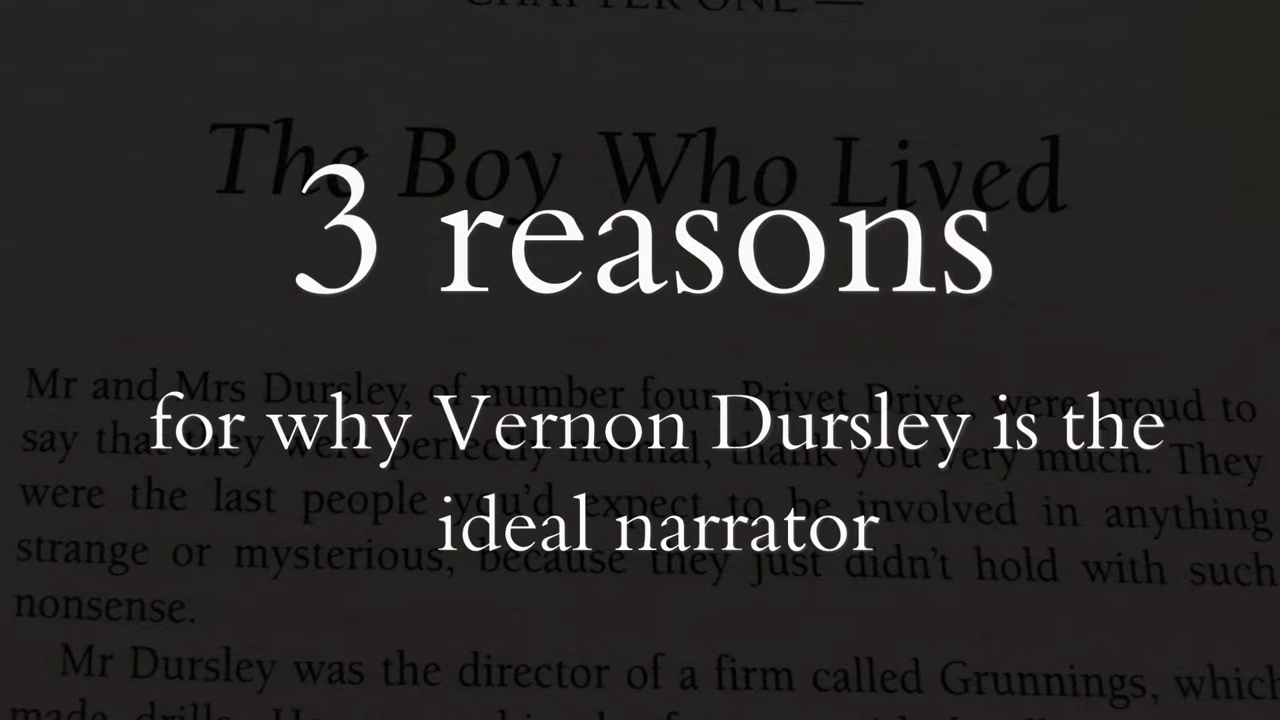 CHAPTER ONE —
The Boy Who Lived
3 reasons
Mr and Mrs Dursley, of number four, Privet Drive, were proud to
for why Vernon Dursley is the
say that they were perfectly normal, thank you very much. They
were the last people you'd expect to be involved in anything
ideal narrator
strange or mysterious, because they just didn't hold with such
nonsense.
Mr Dursley was the director of a firm called Grunnings, which
made drills. He